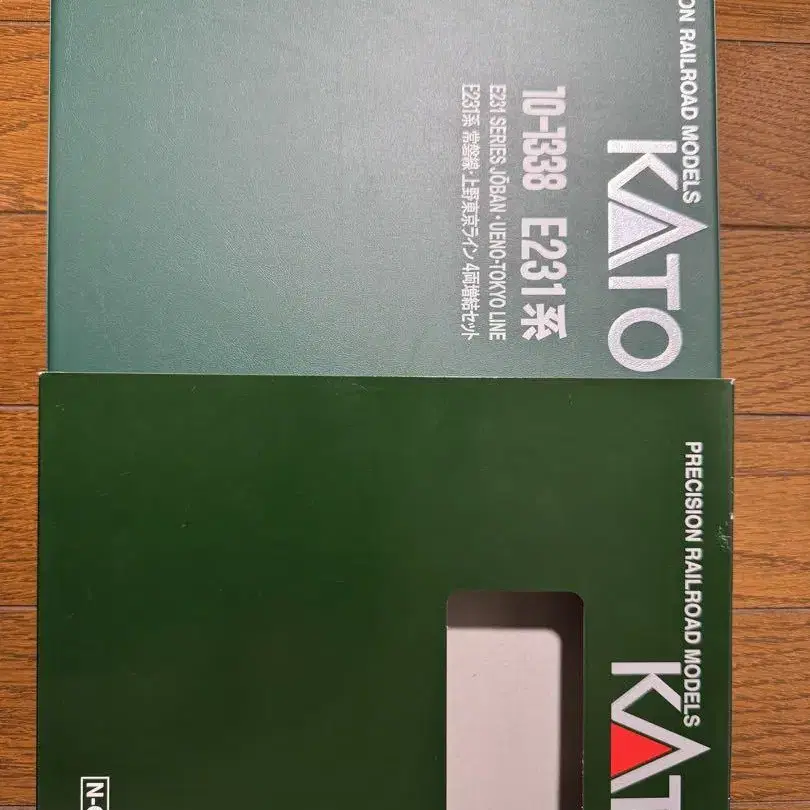 ON RAILROAD MODELS
KATO
10-1338 E231系
E231 SERIES JŌBAN・UENO-TOKYO LINE
E231系 常磐線・上野東京ライン 4両増結セット
PRECISION RAILROAD MODELS
KAT
N-